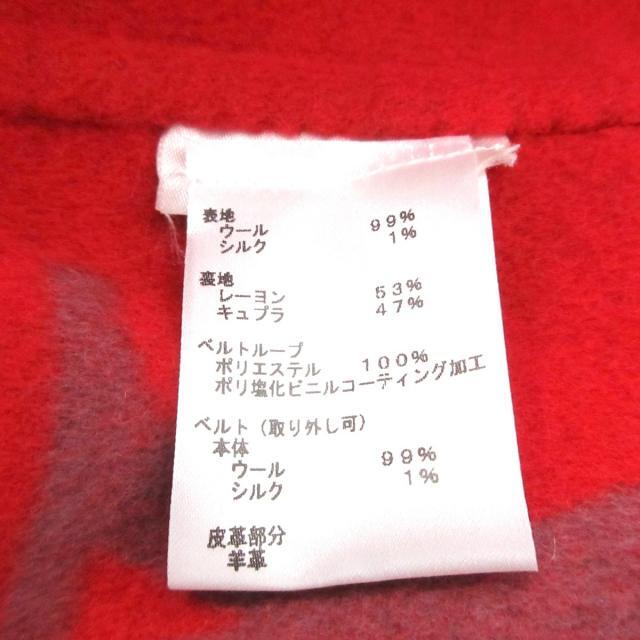 表地
ウール 99%
シルク 1%
裏地
レーヨン 53%
キュプラ 47%
ベルトループ
ポリエステル 100%
ポリ塩化ビニルコーティング加工
ベルト(取り外し可)
本体
ウール 99%
シルク 1%
皮革部分
羊革